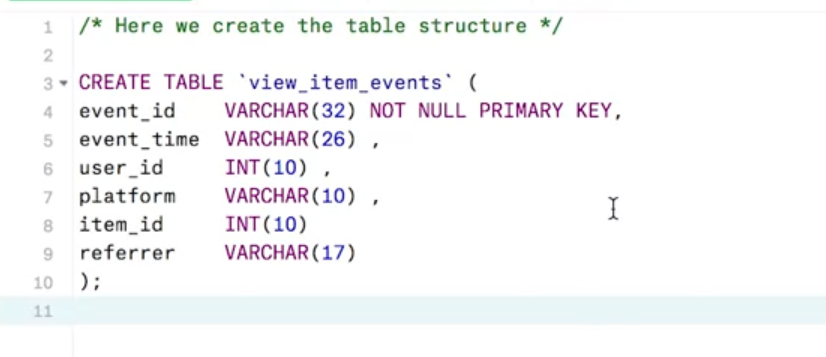 1 /* Here we create the table structure */
2
3 CREATE TABLE `view_item_events` (
4 event_id VARCHAR(32) NOT NULL PRIMARY KEY,
5 event_time VARCHAR(26) ,
6 user_id INT(10) ,
7 platform VARCHAR(10) ,
8 item_id INT(10)
9 referrer VARCHAR(17)
10 );
11